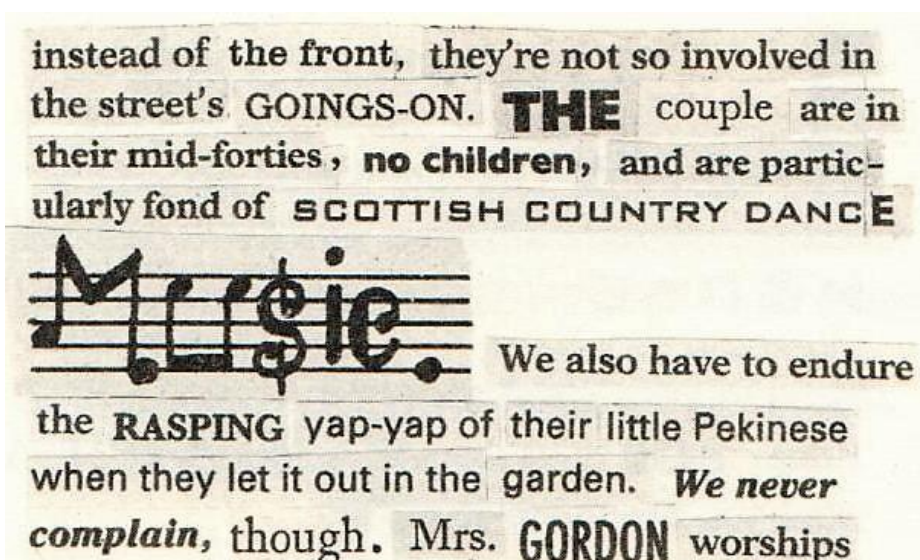 instead of the front, they're not so involved in
the street's GOINGS-ON. THE couple are in
their mid-forties, no children, and are partic-
ularly fond of SCOTTISH COUNTRY DANCE
Music.
We also have to endure
the RASPING yap-yap of their little Pekinese
when they let it out in the garden. We never
complain, though. Mrs. GORDON worships